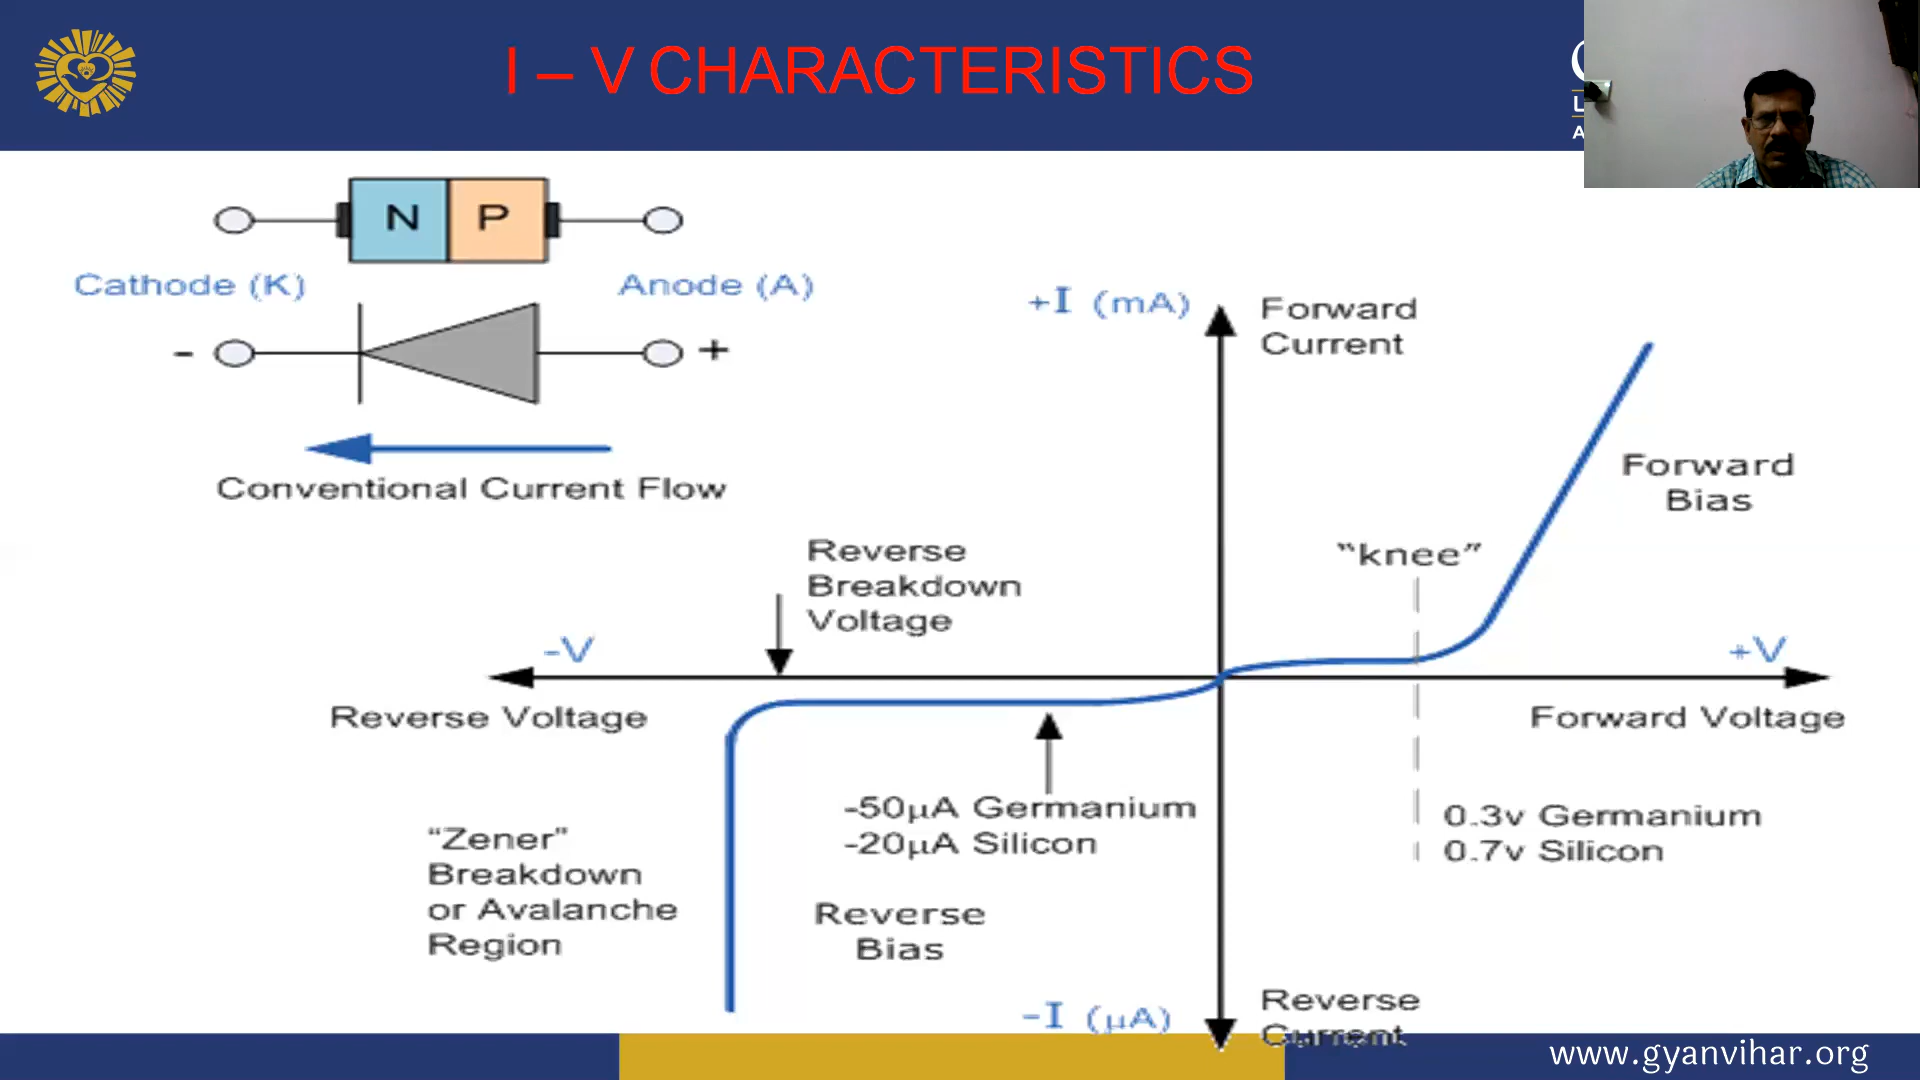 I – V CHARACTERISTICS
L
A
N P
Cathode (K)
Anode (A)
- +
Conventional Current Flow
+I (mA)
Forward
Current
Forward
Bias
"knee"
Reverse
Breakdown
Voltage
-V
+V
Reverse Voltage
Forward Voltage
-50µA Germanium
-20µA Silicon
0.3v Germanium
0.7v Silicon
"Zener"
Breakdown
or Avalanche
Region
Reverse
Bias
-I (µA)
Reverse
Current
www.gyanvihar.org